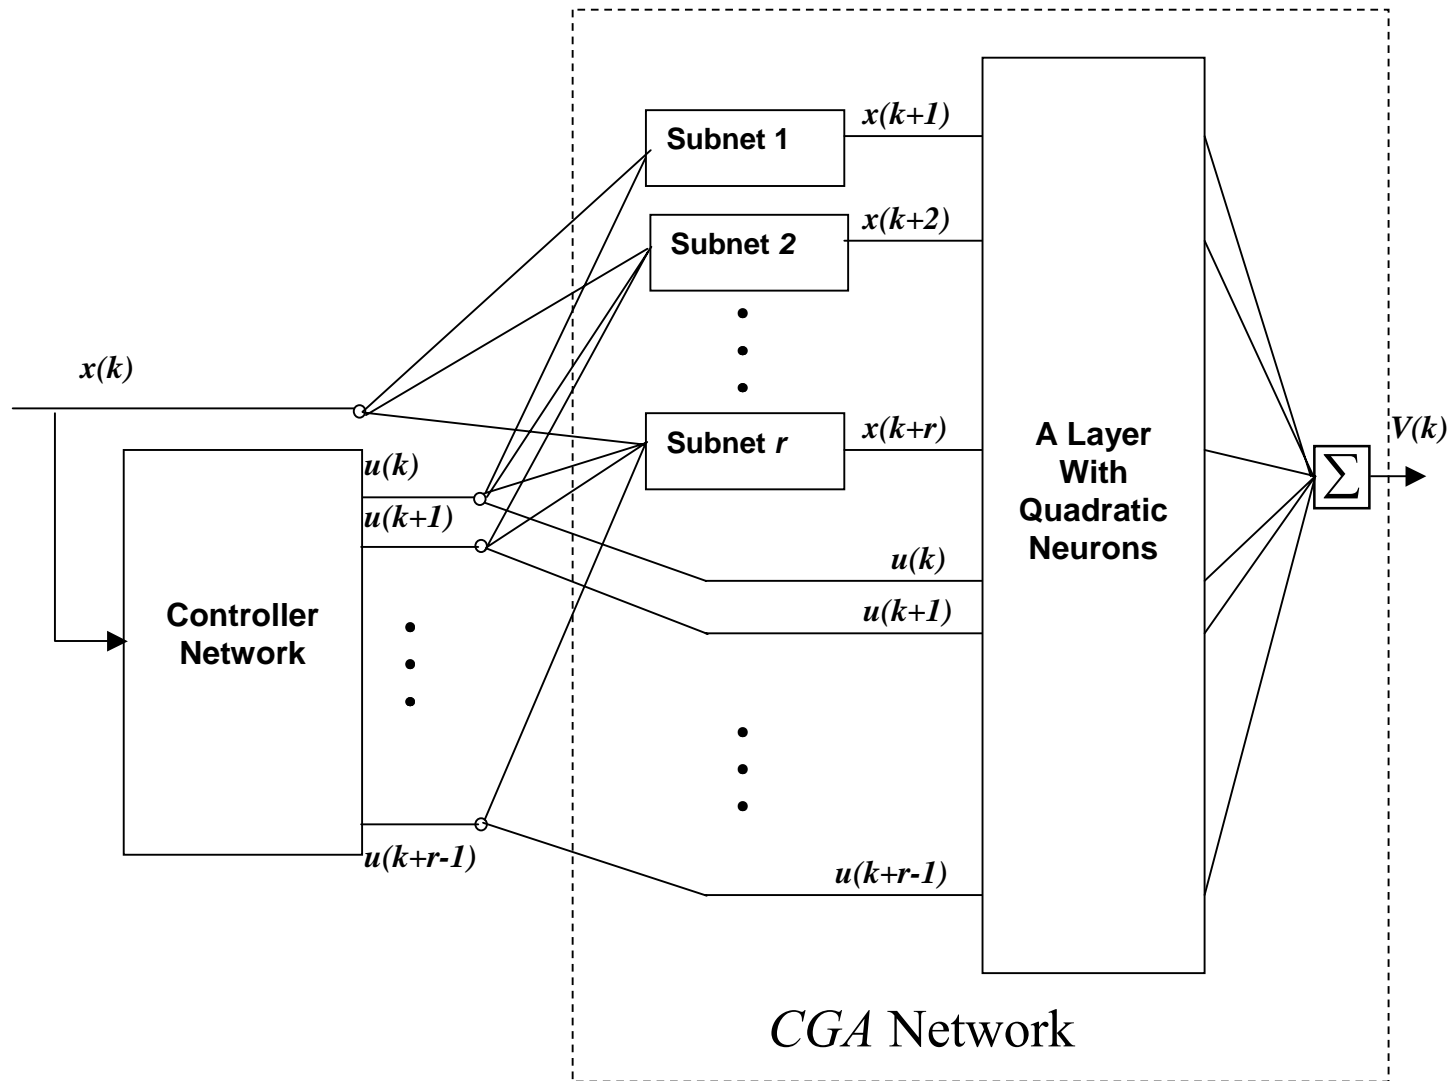 Subnet 1
x(k+1)
Subnet 2
x(k+2)
x(k)
Subnet r
x(k+r)
V(k)
A Layer
With
Quadratic
Neurons
Σ
u(k)
u(k+1)
u(k)
u(k+1)
Controller
Network
u(k+r-1)
u(k+r-1)
CGA Network